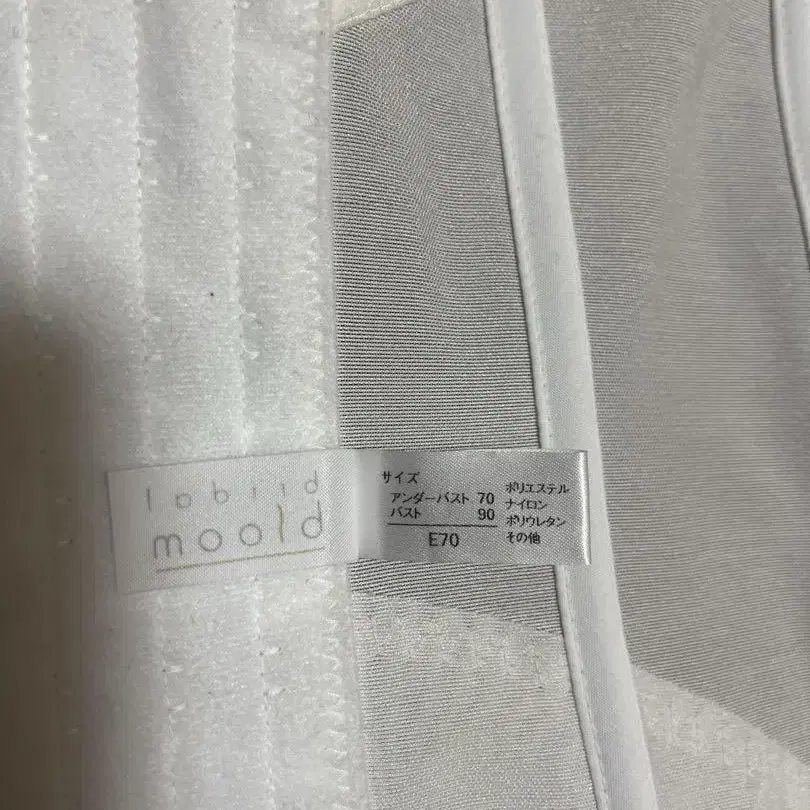 labiid
moold
サイズ
アンダーバスト 70
バスト 90
E70
ポリエステル
ナイロン
ポリウレタン
その他